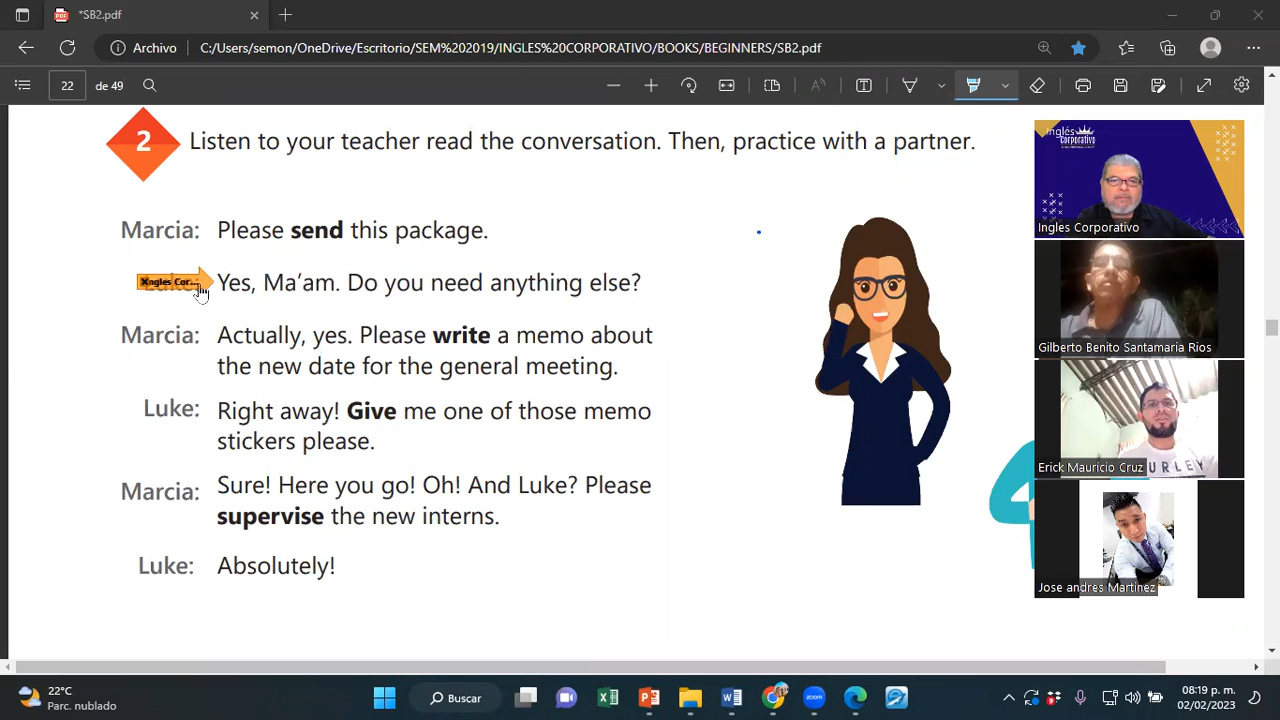 *SB2.pdf
Archivo
C:/Users/semon/OneDrive/Escritorio/SEM%202019/INGLES%20CORPORATIVO/BOOKS/BEGINNERS/SB2.pdf
22 de 49
2
Listen to your teacher read the conversation. Then, practice with a partner.
Marcia: Please send this package.
Ingles Cor... Yes, Ma'am. Do you need anything else?
Marcia: Actually, yes. Please write a memo about
the new date for the general meeting.
Luke: Right away! Give me one of those memo
stickers please.
Marcia: Sure! Here you go! Oh! And Luke? Please
supervise the new interns.
Luke: Absolutely!
Inglés
Corporativo
Ingles Corporativo
Gilberto Benito Santamaria Rios
URLEY
Erick Mauricio Cruz
Jose andres Martinez
22°C
Parc. nublado
Buscar
08:19 p. m.
02/02/2023